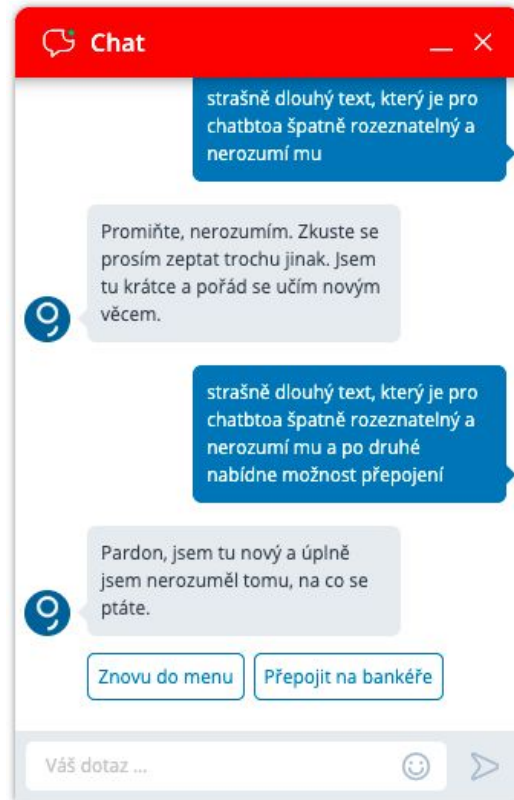 Chat
strašně dlouhý text, který je pro
chatbtoa špatně rozeznatelný a
nerozumí mu
Promiňte, nerozumím. Zkuste se
prosím zeptat trochu jinak. Jsem
tu krátce a pořád se učím novým
věcem.
strašně dlouhý text, který je pro
chatbtoa špatně rozeznatelný a
nerozumí mu a po druhé
nabídne možnost přepojení
Pardon, jsem tu nový a úplně
jsem nerozuměl tomu, na co se
ptáte.
Znovu do menu Přepojit na bankéře
Váš dotaz ...